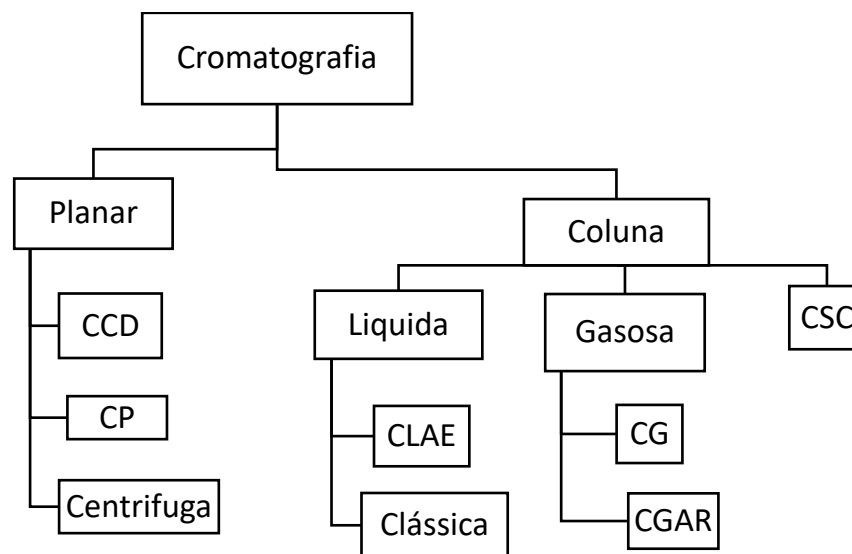 Cromatografia
Planar
CCD
CP
Centrifuga
Coluna
Liquida
CLAE
Clássica
Gasosa
CG
CGAR
CSC